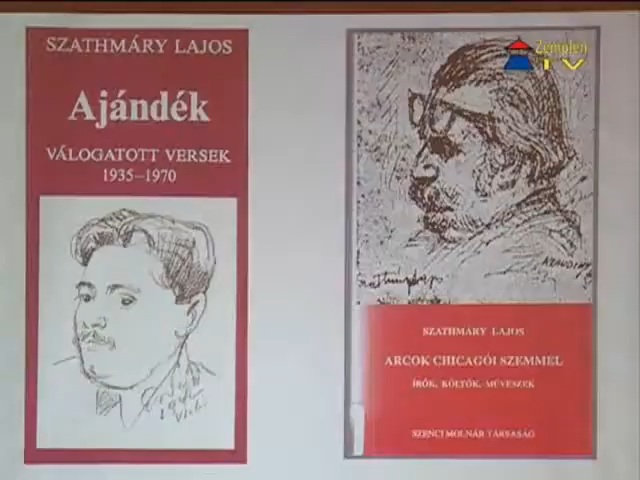 SZATHMÁRY LAJOS
Ajándék
VÁLOGATOTT VERSEK
1935–1970
Zemplén
TV
SZATHMÁRY LAJOS
ARCOK CHICAGÓI SZEMMEL
ÍRÓK, KÖLTŐK, MŰVÉSZEK
SZENCI MOLNÁR TÁRSASÁG